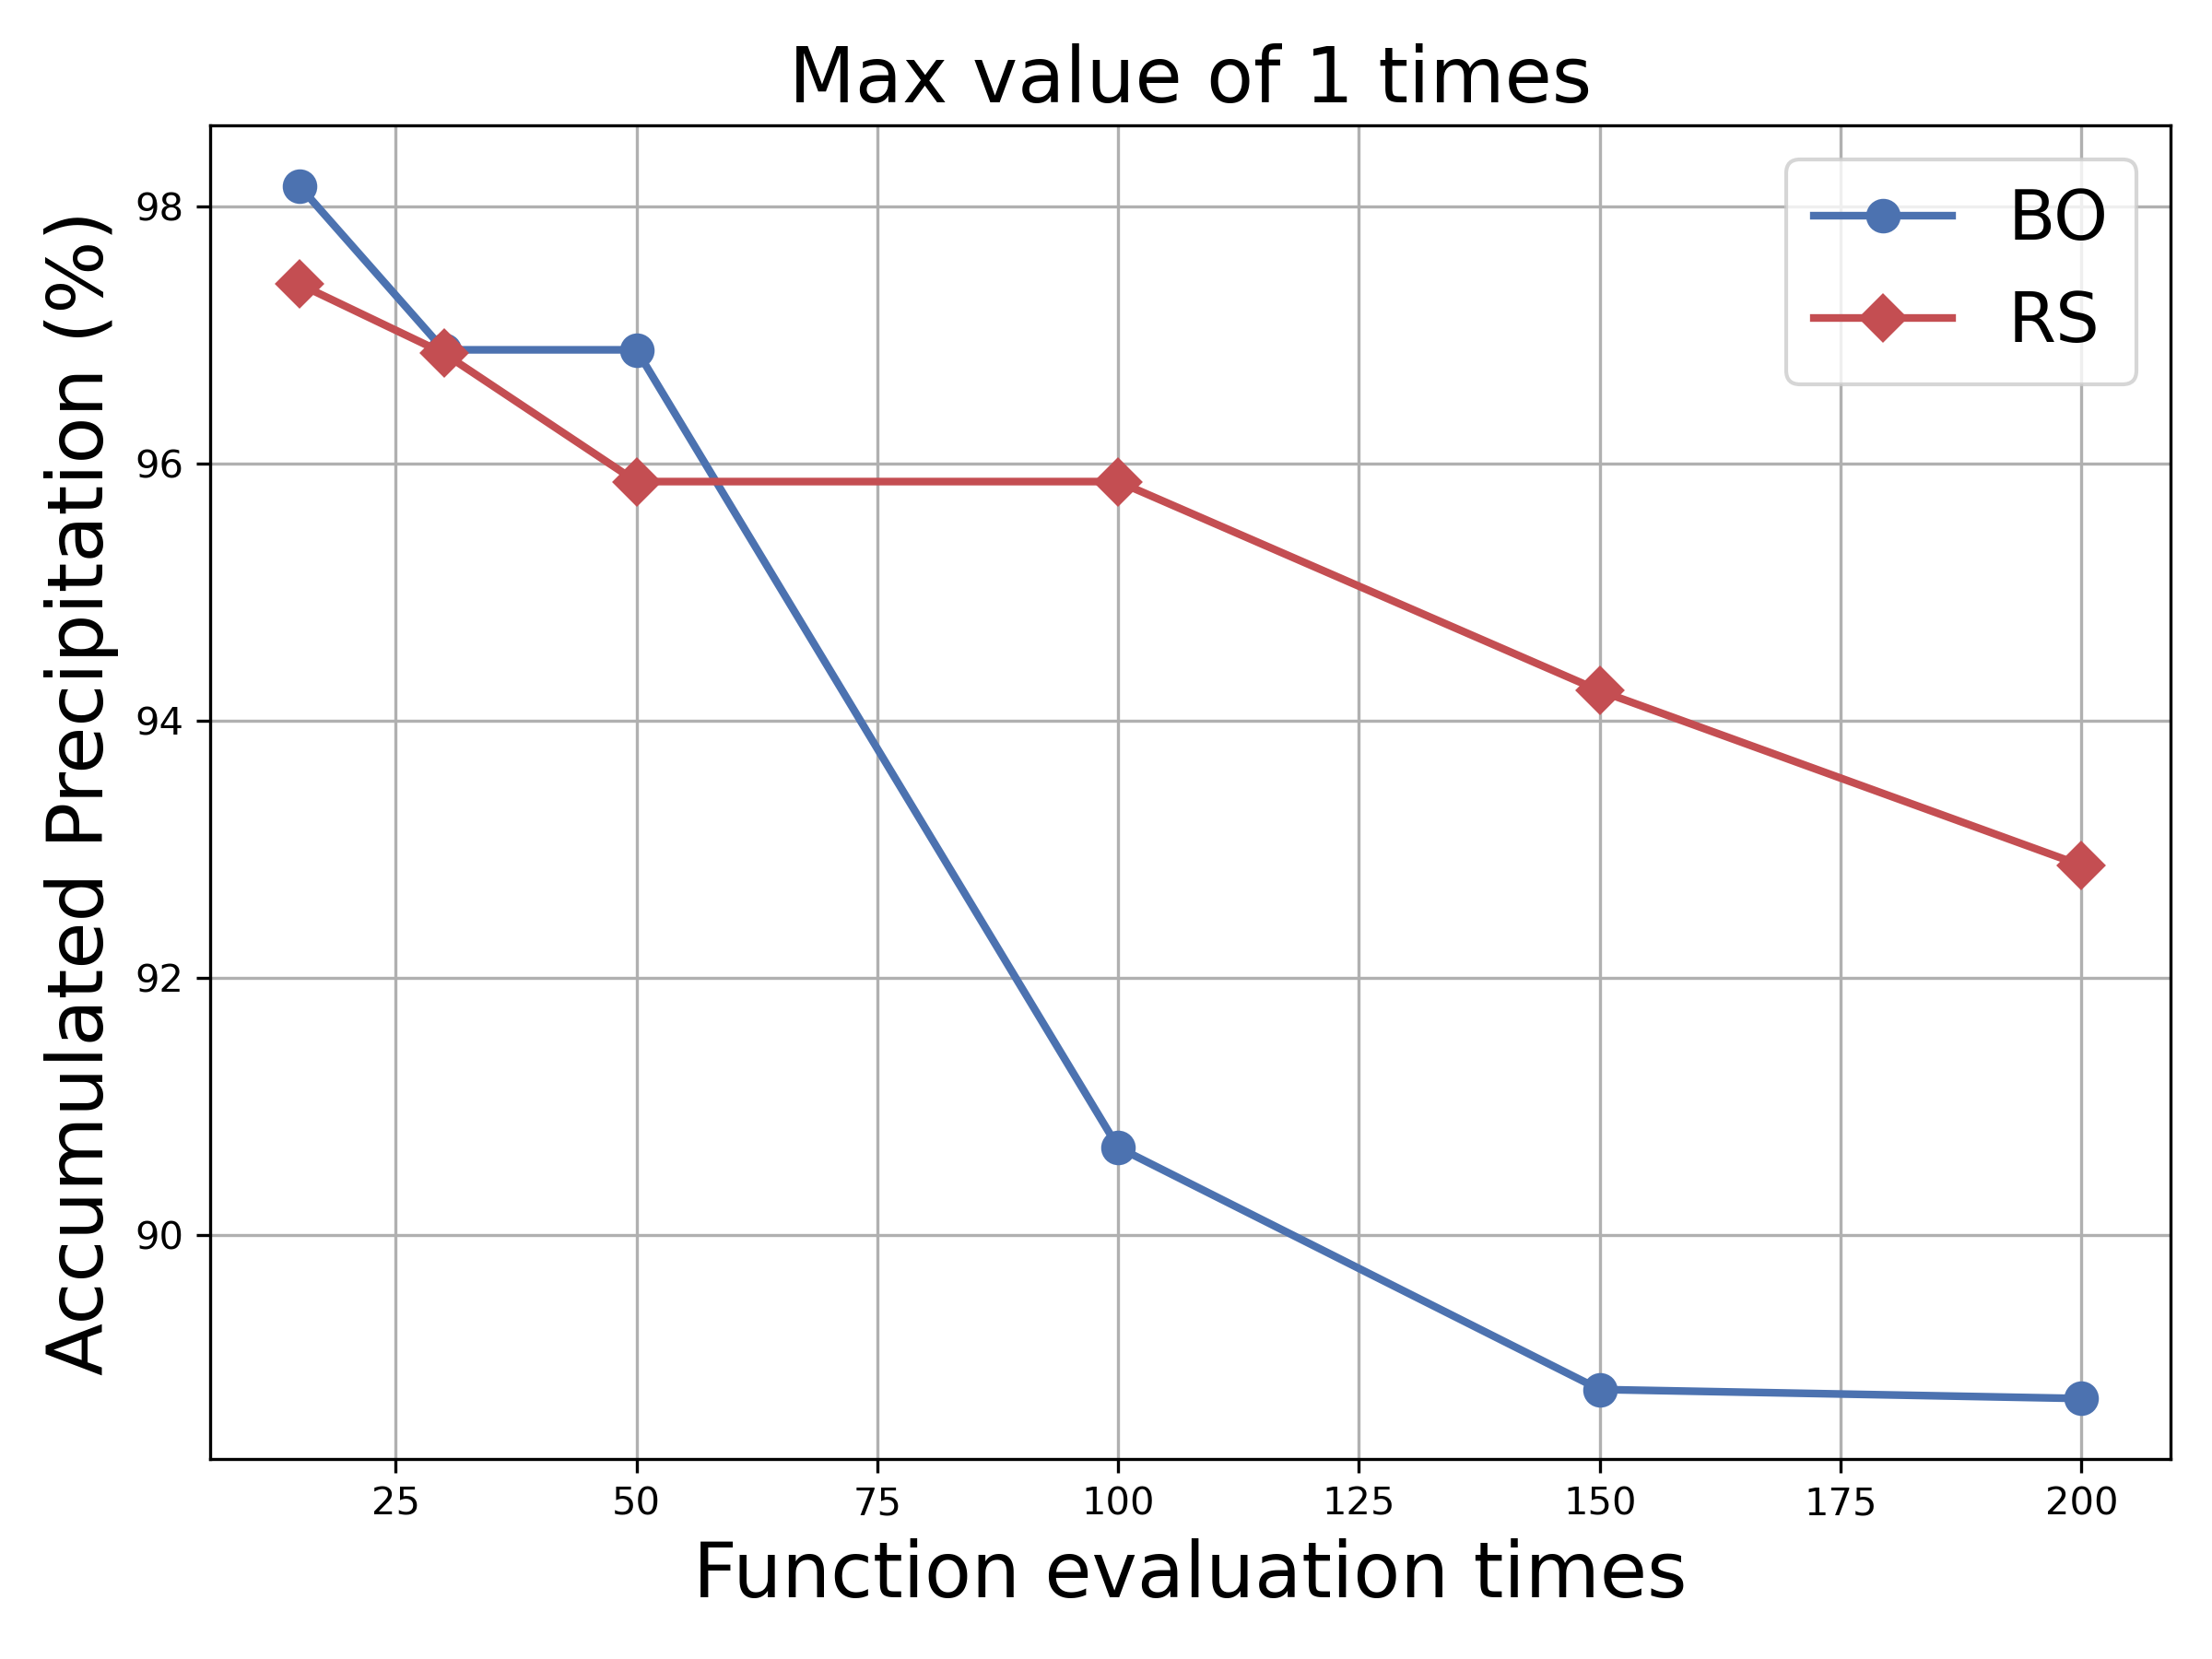 Max value of 1 times
BO
RS
Accumulated Precipitation (%)
98
96
94
92
90
25 50 75 100 125 150 175 200
Function evaluation times